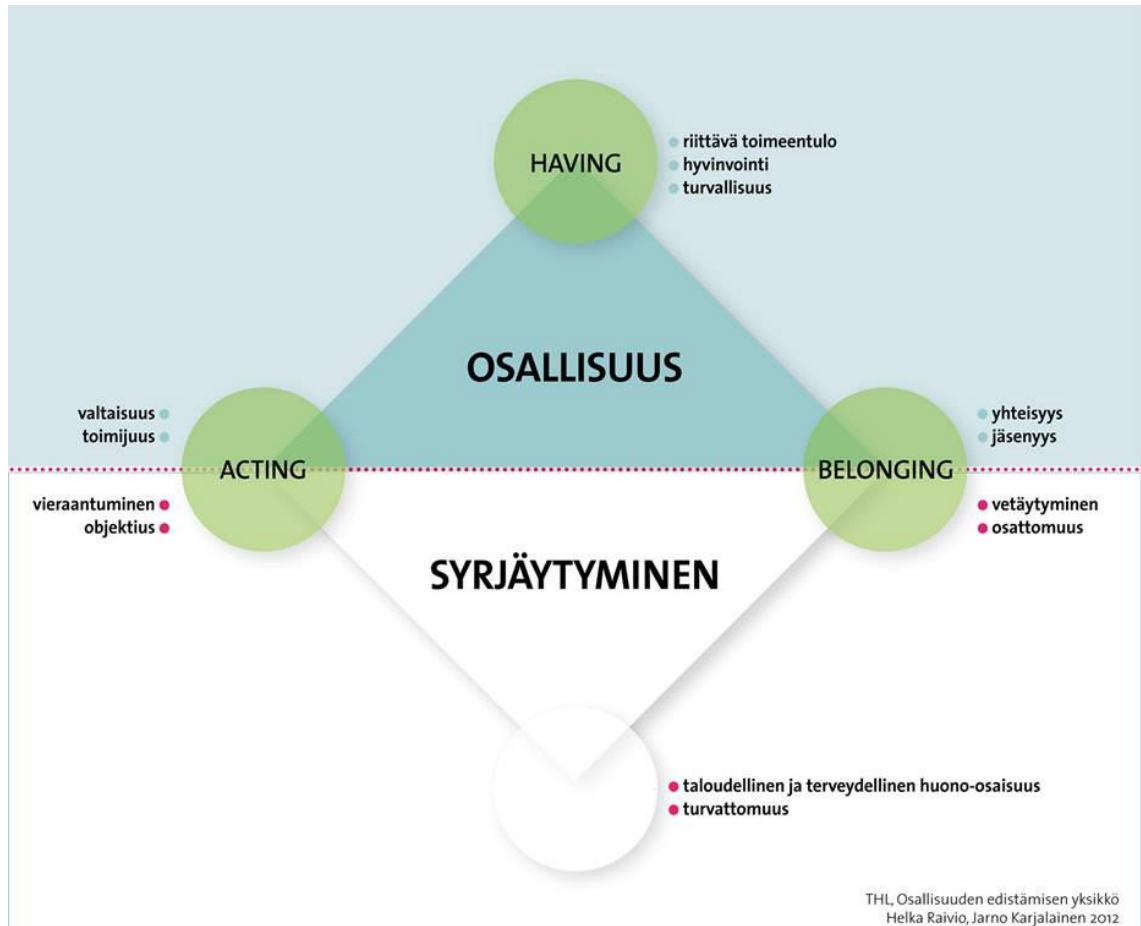 HAVING
riittävä toimeentulo
hyvinvointi
turvallisuus
OSALLISUUS
valtaisuus
toimijuus
yhteisyys
jäsenyys
ACTING
BELONGING
vieraantuminen
objektius
vetäytyminen
osattomuus
SYRJÄYTYMINEN
taloudellinen ja terveydellinen huono-osaisuus
turvattomuus
THL, Osallisuuden edistämisen yksikkö
Helka Raivio, Jarno Karjalainen 2012